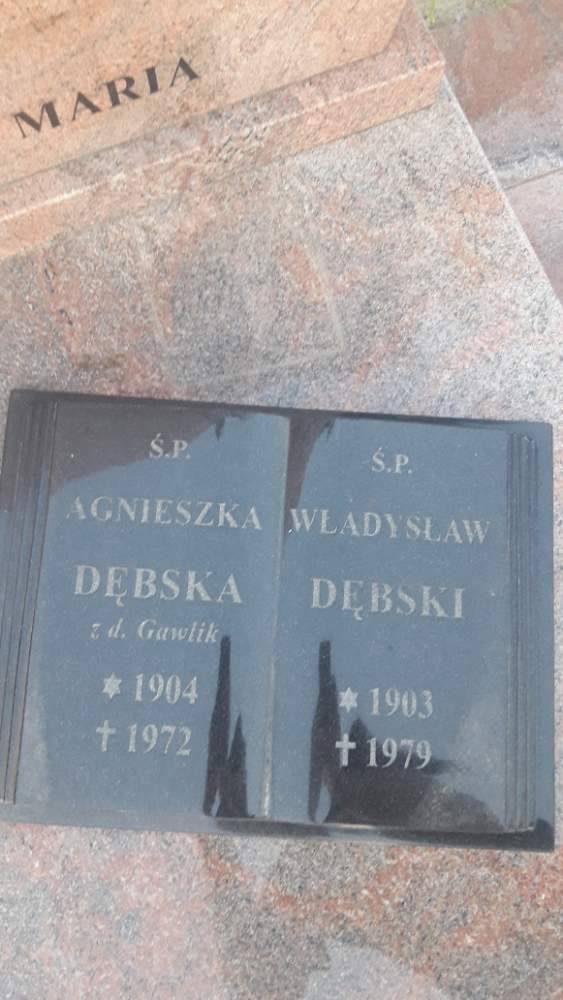 MARIA
Ś.P.
AGNIESZKA
DĘBSKA
z d. Gawlik
✶ 1904
† 1972
Ś.P.
WŁADYSŁAW
DĘBSKI
✶ 1903
† 1979